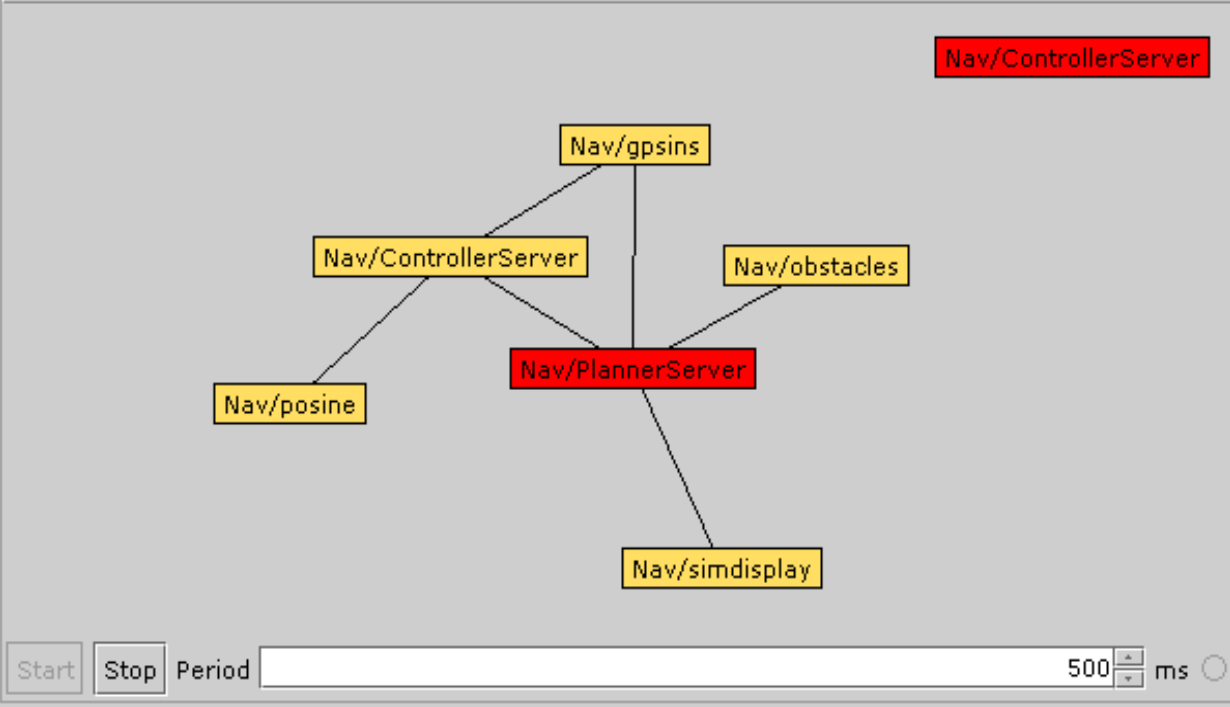 Nav/ControllerServer
Nav/gpsins
Nav/ControllerServer
Nav/obstacles
Nav/PlannerServer
Nav/posine
Nav/simdisplay
Start Stop Period 500 ms